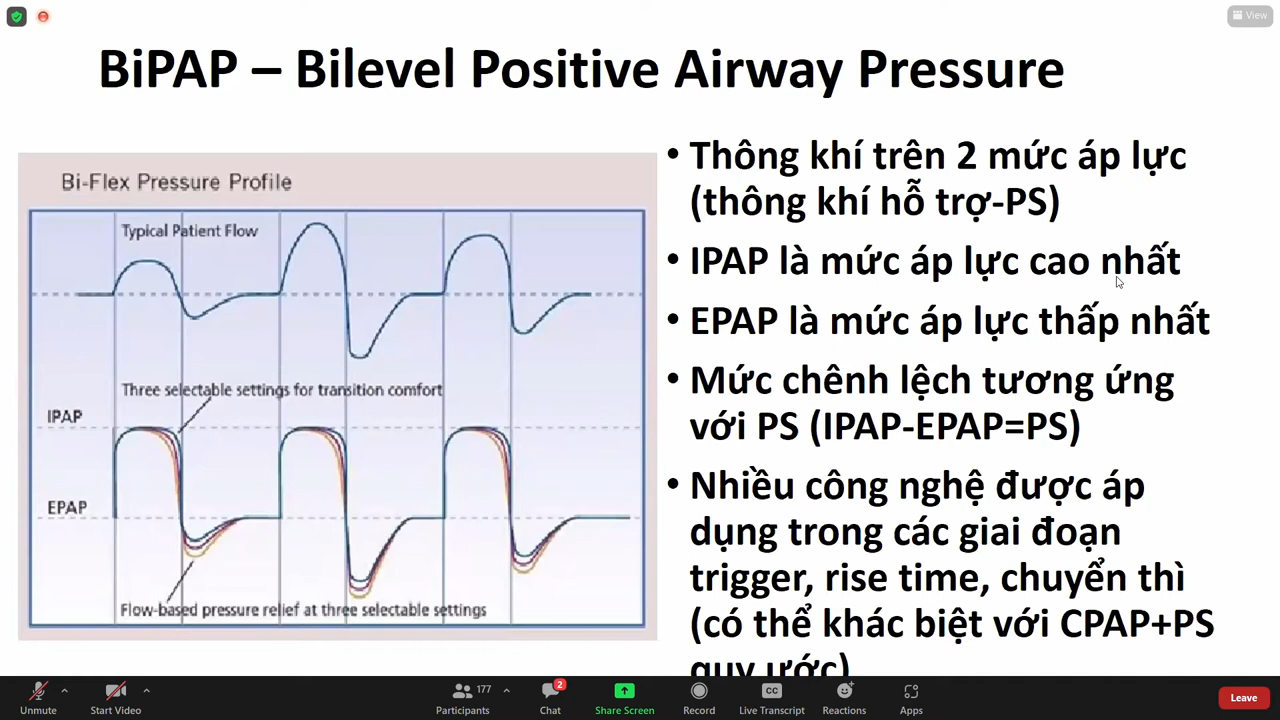 View
BiPAP – Bilevel Positive Airway Pressure
Bi-Flex Pressure Profile
Typical Patient Flow
Three selectable settings for transition comfort
IPAP
EPAP
Flow-based pressure relief at three selectable settings
• Thông khí trên 2 mức áp lực
(thông khí hỗ trợ-PS)
• IPAP là mức áp lực cao nhất
• EPAP là mức áp lực thấp nhất
• Mức chênh lệch tương ứng
với PS (IPAP-EPAP=PS)
• Nhiều công nghệ được áp
dụng trong các giai đoạn
trigger, rise time, chuyển thì
(có thể khác biệt với CPAP+PS
quy ước)
Unmute
Start Video
177
Participants
2
Chat
Share Screen
Record
CC
Live Transcript
Reactions
Apps
Leave